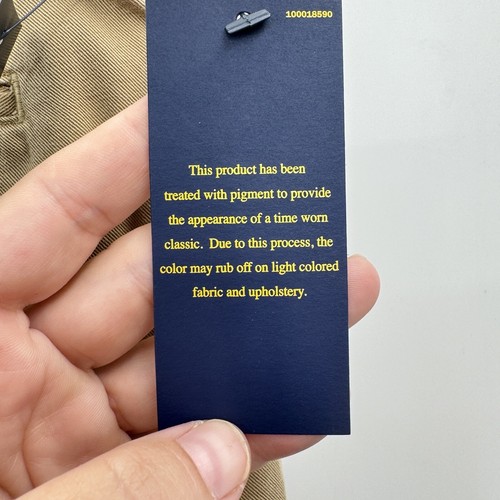 100018590
This product has been
treated with pigment to provide
the appearance of a time worn
classic. Due to this process, the
color may rub off on light colored
fabric and upholstery.